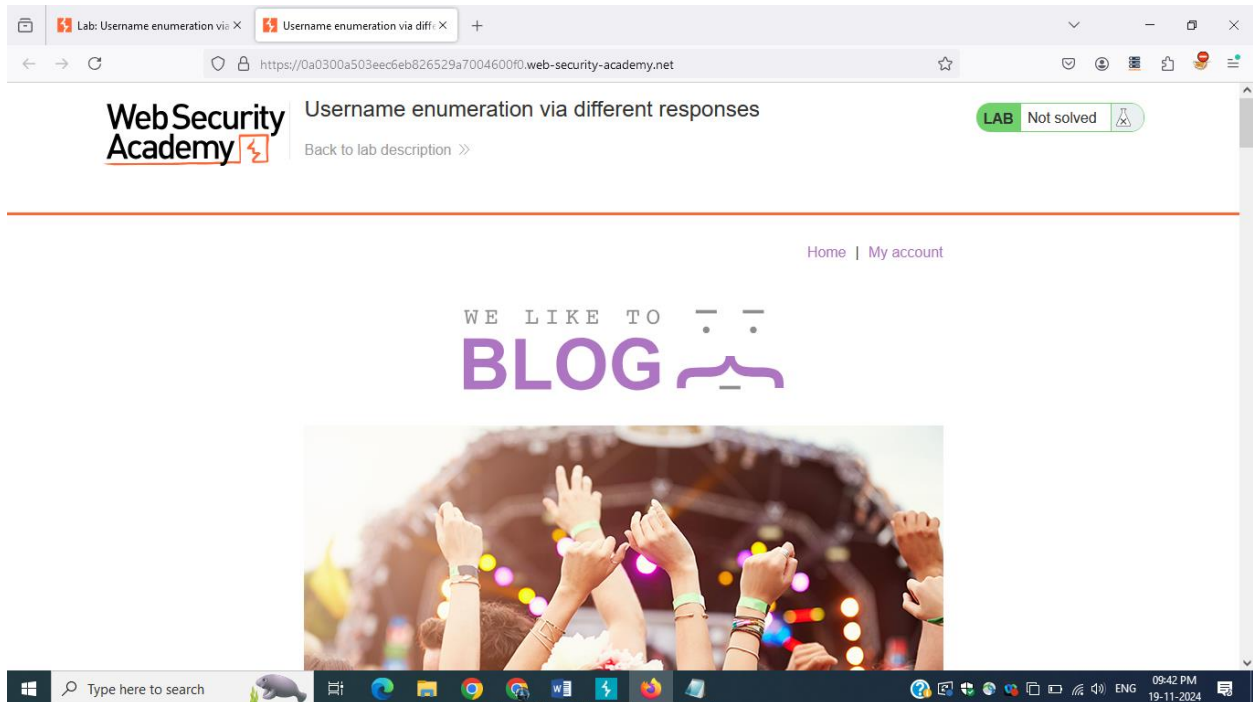 Lab: Username enumeration via
Username enumeration via diffe
https://0a0300a503eec6eb826529a7004600f0.web-security-academy.net
Web Security
Academy
Username enumeration via different responses
Back to lab description
LAB Not solved
Home | My account
WE LIKE TO
BLOG
Type here to search
ENG
09:42 PM
19-11-2024